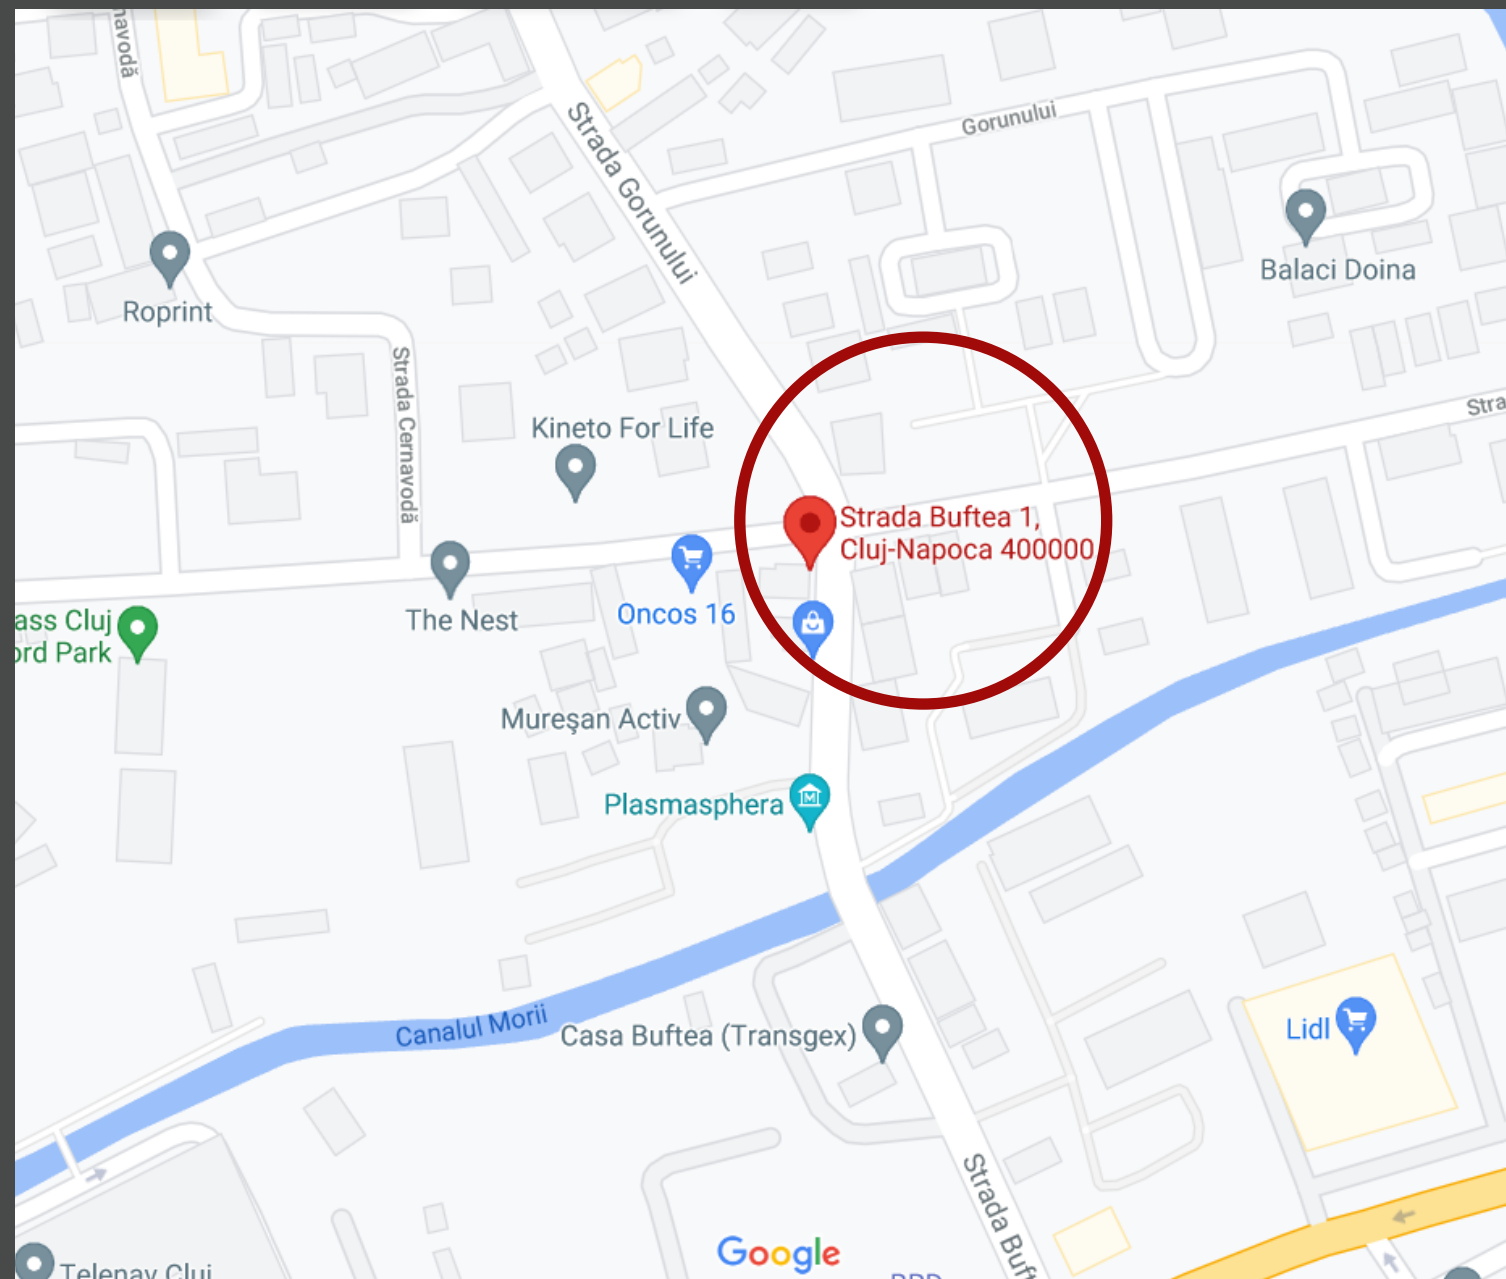 navodă
Strada Gorunului
Gorunului
Balaci Doina
Roprint
Strada Cernavodă
Kineto For Life
Stra
Strada Buftea 1,
Cluj-Napoca 400000
Oncos 16
The Nest
ass Cluj
ord Park
Mureşan Activ
Plasmasphera
Canalul Morii
Casa Buftea (Transgex)
Lidl
Strada Buft
Google
Telenav Cluj